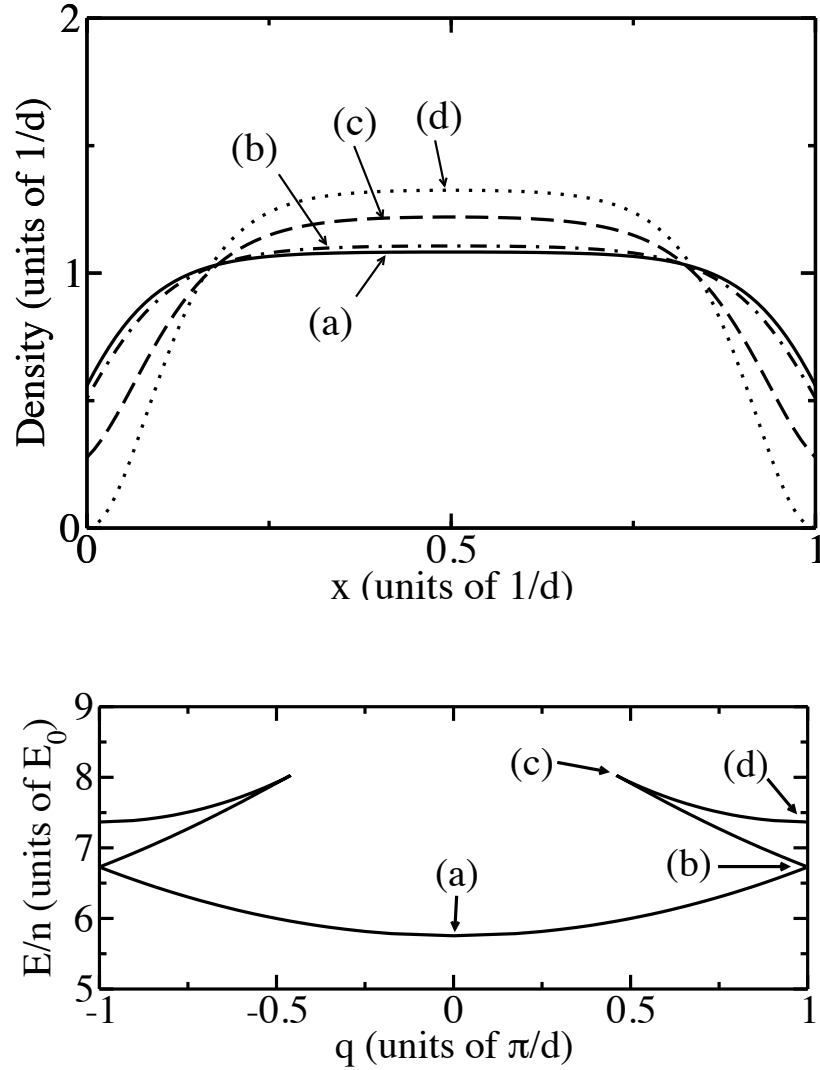 2
(d)
(c)
(b)
Density (units of 1/d)
1
(a)
0
0 0.5 1
x (units of 1/d)
9
(c) (d)
8
E/n (units of E₀)
7
(a) (b)
6
5
-1 -0.5 0 0.5 1
q (units of π/d)